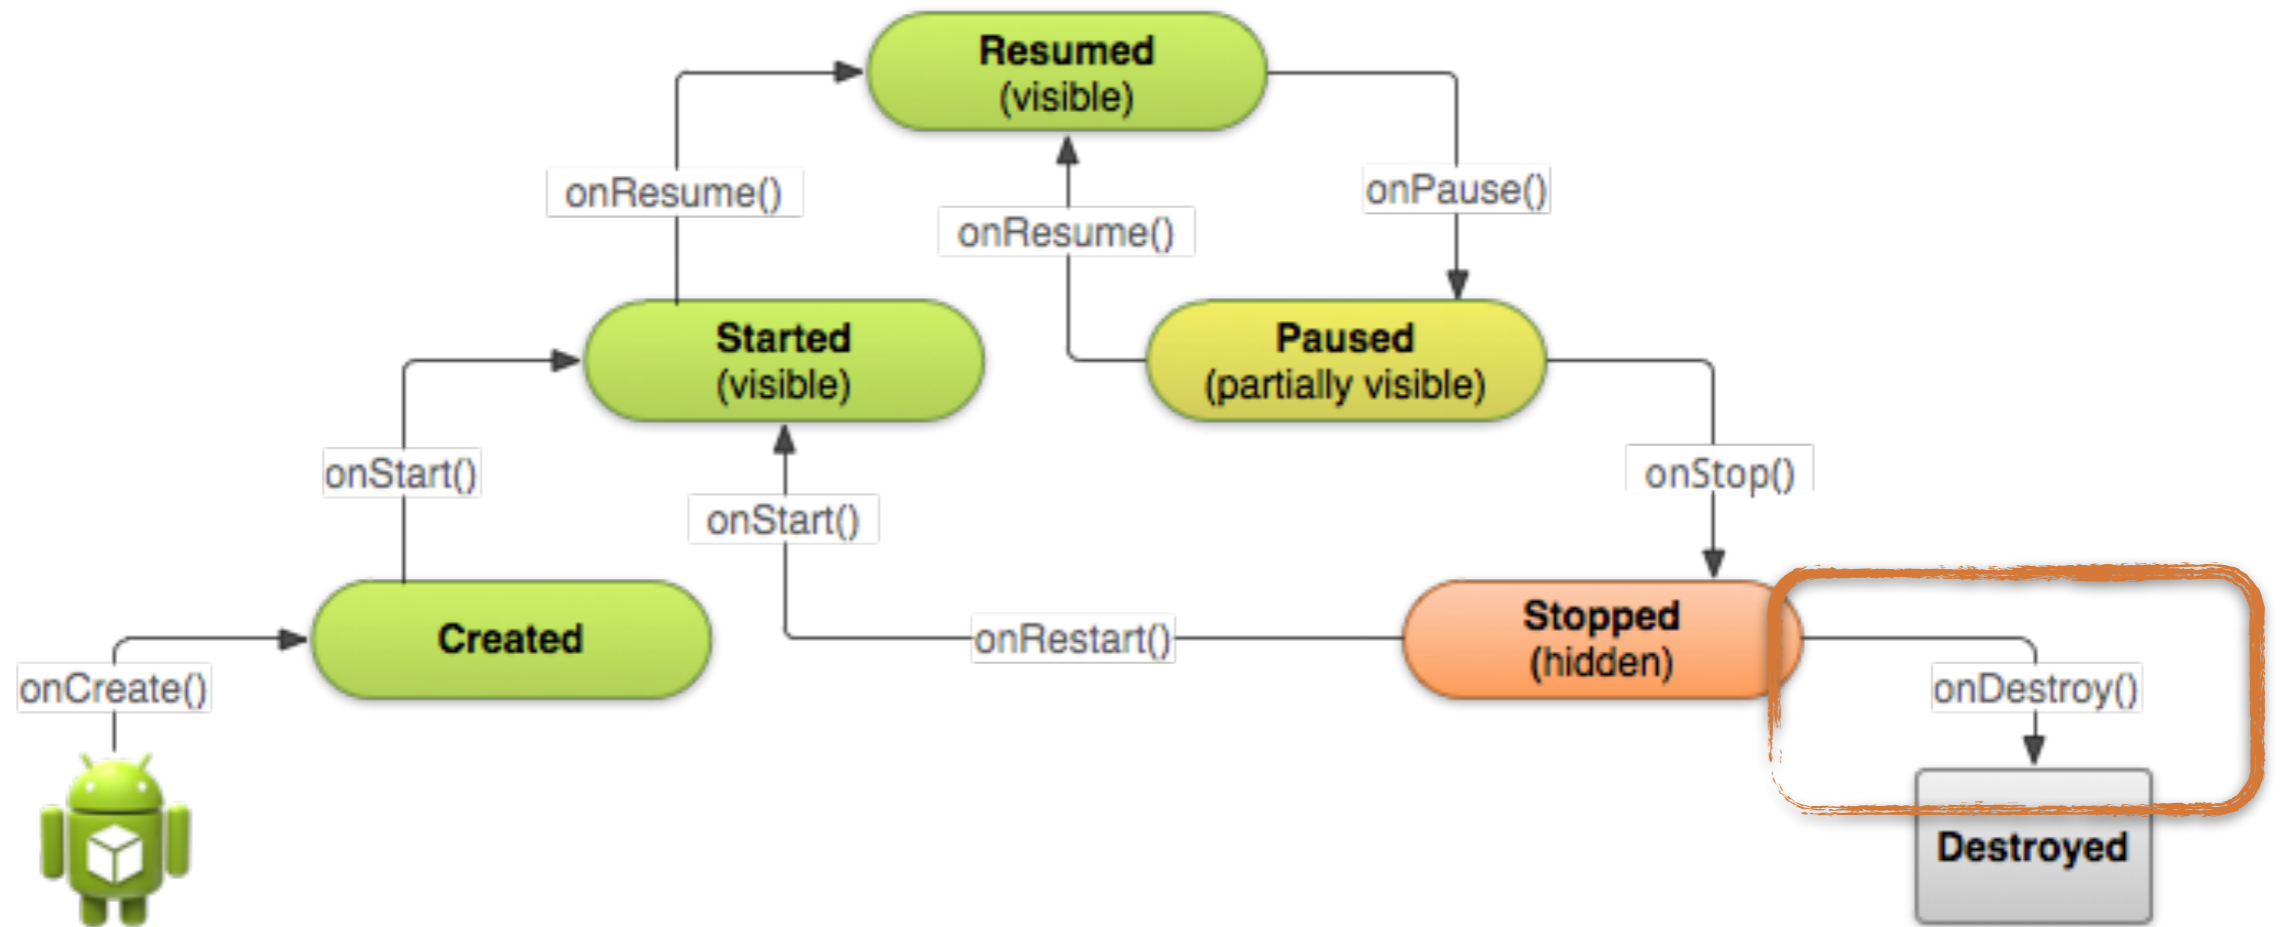 Resumed
(visible)
onResume()
onPause()
onResume()
Started
(visible)
Paused
(partially visible)
onStart()
onStop()
onStart()
Created
onRestart()
Stopped
(hidden)
onCreate()
onDestroy()
Destroyed